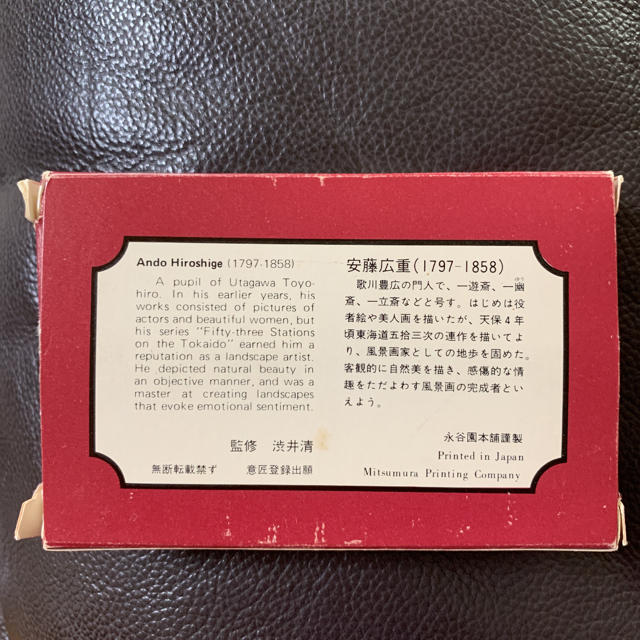 Ando Hiroshige (1797-1858)
A pupil of Utagawa Toyo-
hiro. In his earlier years, his
works consisted of pictures of
actors and beautiful women, but
his series "Fifty-three Stations
on the Tokaido" earned him a
reputation as a landscape artist.
He depicted natural beauty in
an objective manner, and was a
master at creating landscapes
that evoke emotional sentiment.
監修 渋井清
無断転載禁ず 意匠登録出願
安藤広重(1797-1858)
歌川豊広の門人で、一遊斎、一幽
ゆう
斎、一立斎などと号す。はじめは役
者絵や美人画を描いたが、天保4年
頃東海道五拾三次の連作を描いてよ
り、風景画家としての地歩を固めた。
客観的に自然美を描き、感傷的な情
趣をただよわす風景画の完成者とい
えよう。
永谷園本舗謹製
Printed in Japan
Mitsumura Printing Company